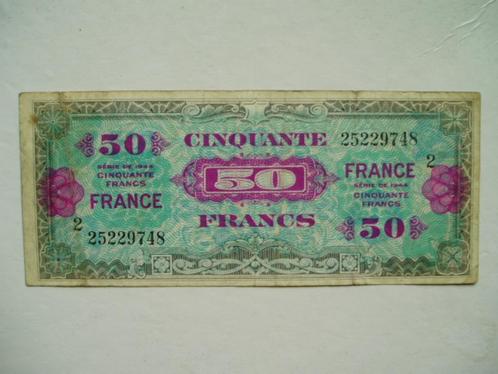 50
SÉRIE DE 1944
CINQUANTE
FRANCS
FRANCE
2
25229748
CINQUANTE
50
FRANCS
25229748
2
FRANCE
SÉRIE DE 1944
CINQUANTE
FRANCS
50